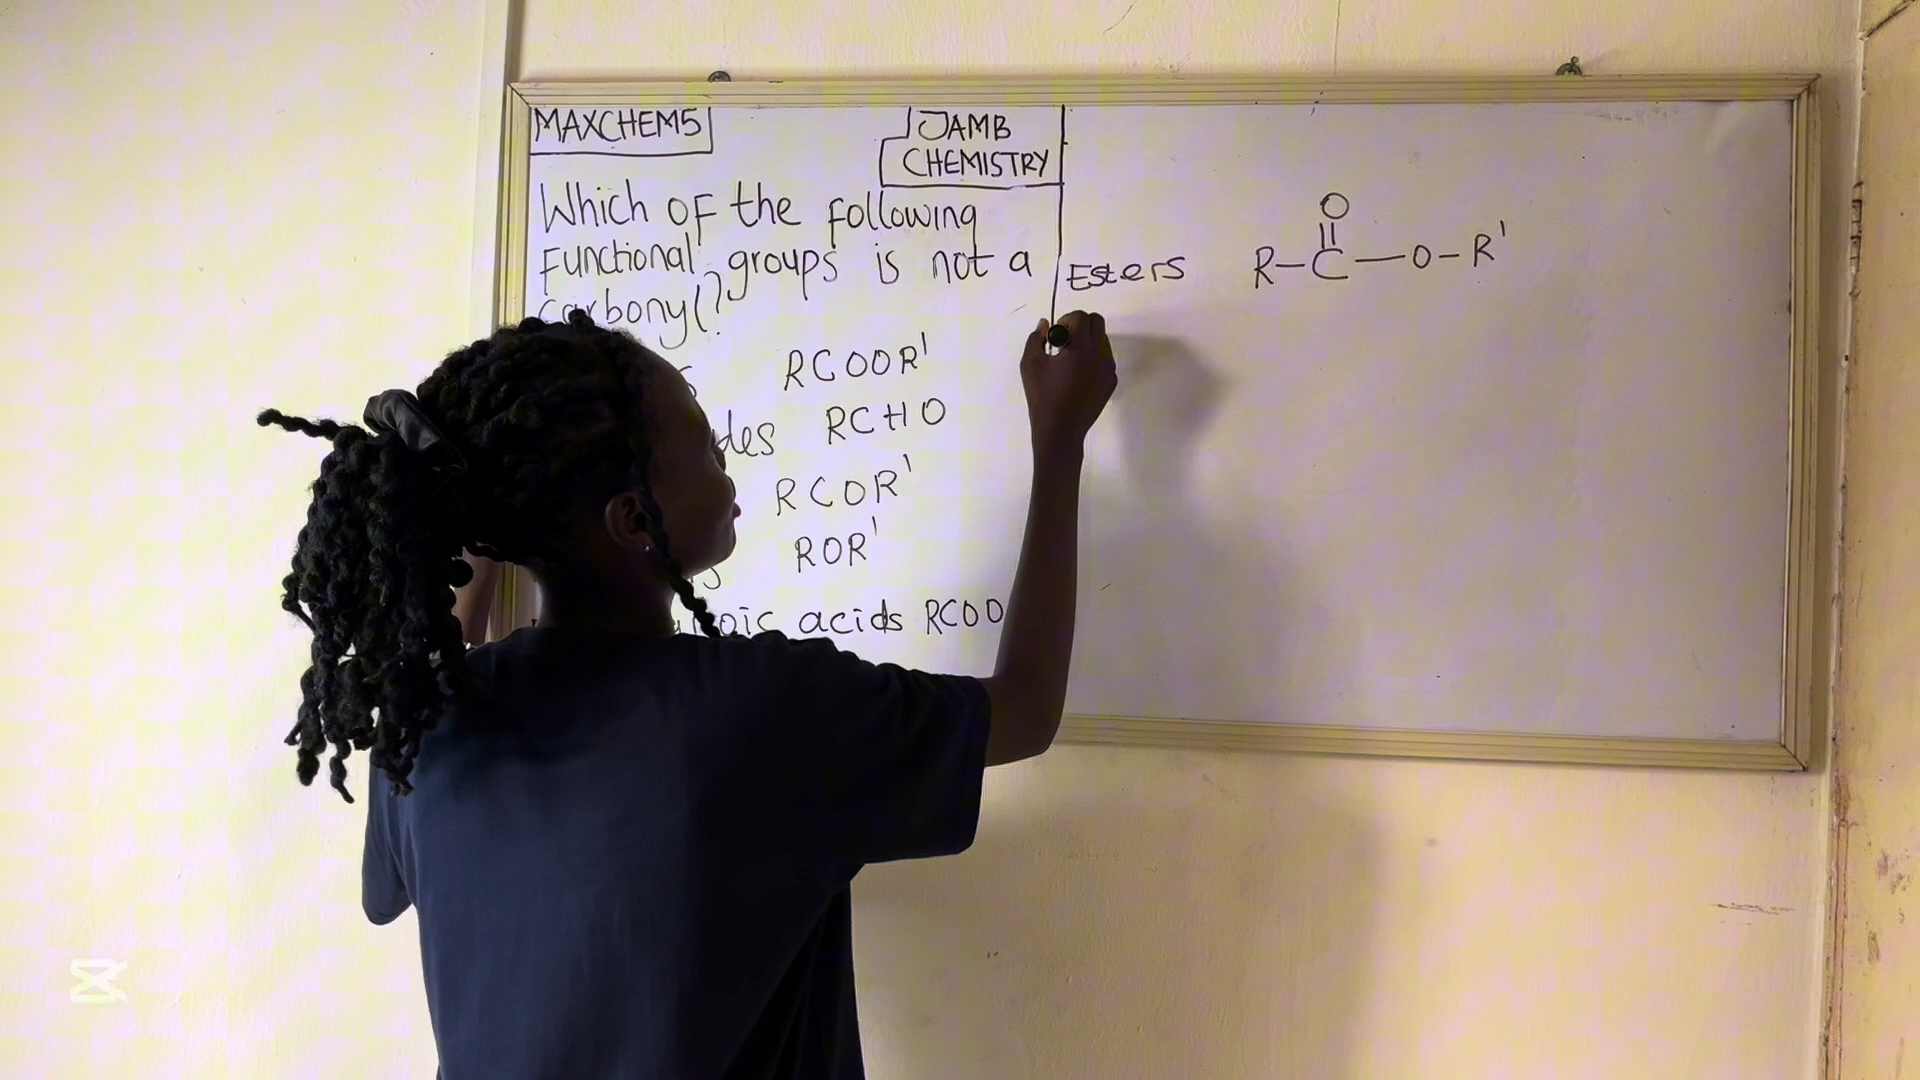 MAXCHEM5
JAMB
CHEMISTRY
Which of the following
functional groups is not a
carbonyl?
RCOOR'
RCHO
RCOR'
ROR'
acids RCOO
Esters
O
R-C-O-R'